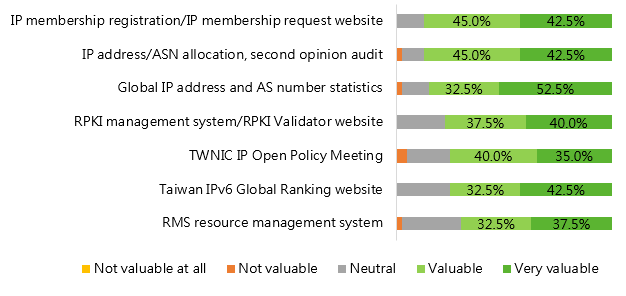 IP membership registration/IP membership request website 45.0% 42.5%
IP address/ASN allocation, second opinion audit 45.0% 42.5%
Global IP address and AS number statistics 32.5% 52.5%
RPKI management system/RPKI Validator website 37.5% 40.0%
TWNIC IP Open Policy Meeting 40.0% 35.0%
Taiwan IPv6 Global Ranking website 32.5% 42.5%
RMS resource management system 32.5% 37.5%
Not valuable at all Not valuable Neutral Valuable Very valuable